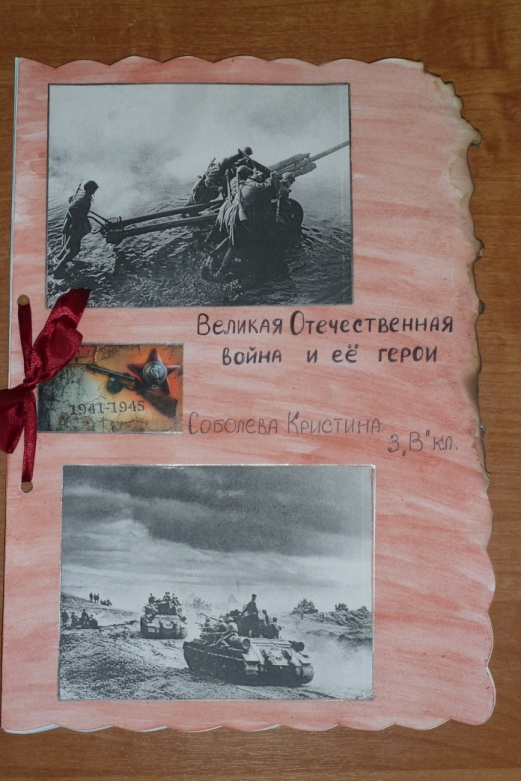 Великая Отечественная
война и её герои
1941-1945
Соболева Кристина
3„В“кл.